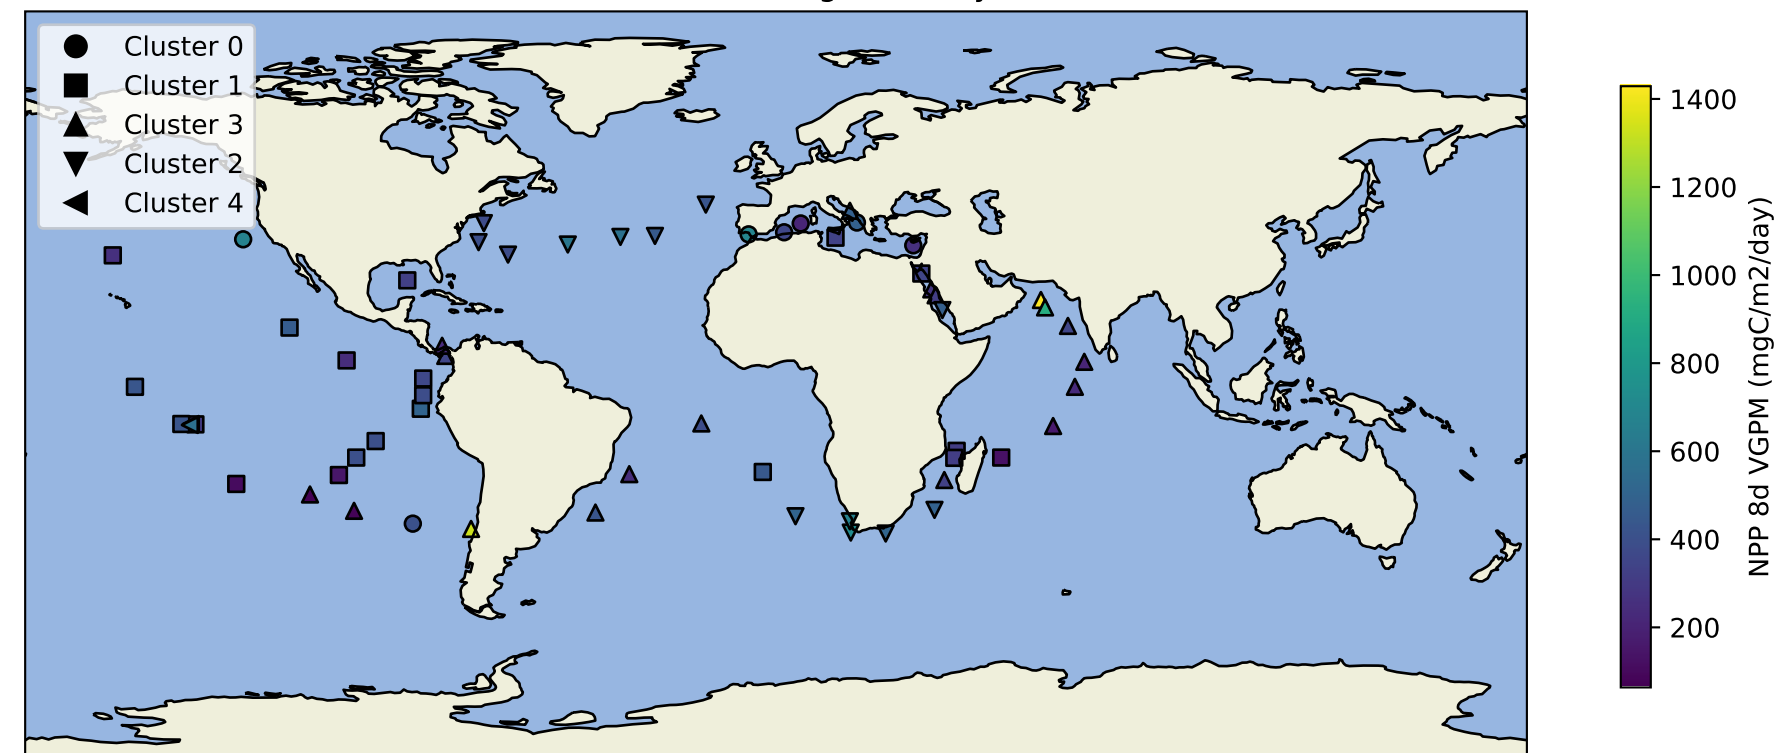 Cluster 0
Cluster 1
Cluster 3
Cluster 2
Cluster 4
1400
1200
1000
800
600
400
200
NPP 8d VGPM (mgC/m2/day)